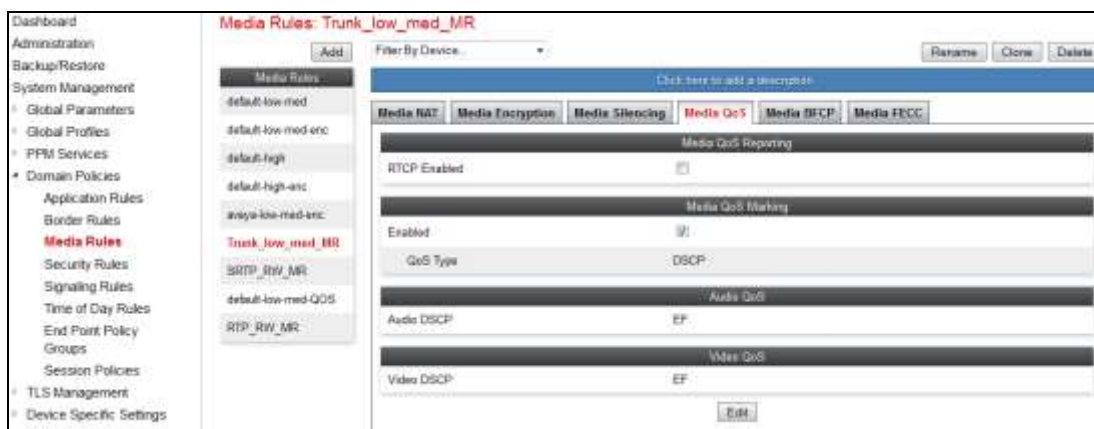 Dashboard
Administration
Backup/Restore
System Management
Global Parameters
Global Profiles
PPM Services
Domain Policies
Application Rules
Border Rules
Media Rules
Security Rules
Signaling Rules
Time of Day Rules
End Point Policy
Groups
Session Policies
TLS Management
Device Specific Settings
Media Rules: Trunk_low_med_MR
Add
Filter By Device...
Rename
Clone
Delete
Media Rules
default-low-med
default-low-med-enc
default-high
default-high-enc
avaya-low-med-enc
Trunk_low_med_MR
SRTP_RW_MR
default-low-med-QOS
RTP_RW_MR
Click here to add a description.
Media NAT
Media Encryption
Media Silencing
Media QoS
Media BFCP
Media FECC
Media QoS Reporting
RTCP Enabled
Media QoS Marking
Enabled
QoS Type DSCP
Audio QoS
Audio DSCP EF
Video QoS
Video DSCP EF
Edit